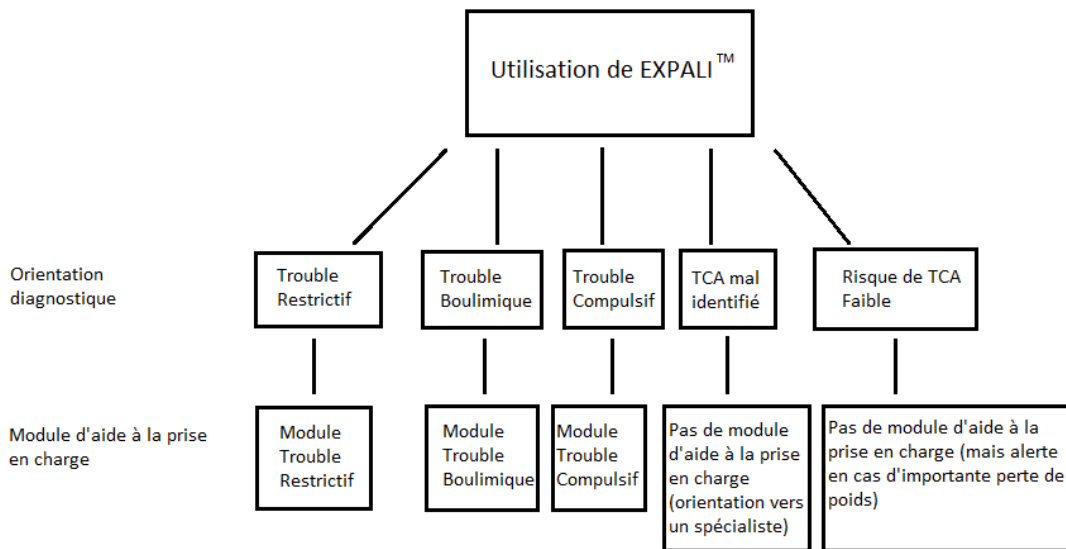 Utilisation de EXPALI™
Orientation
diagnostique
Trouble
Restrictif
Trouble
Boulimique
Trouble
Compulsif
TCA mal
identifié
Risque de TCA
Faible
Module d'aide à la prise
en charge
Module
Trouble
Restrictif
Module
Trouble
Boulimique
Module
Trouble
Compulsif
Pas de module
d'aide à la prise
en charge
(orientation vers
un spécialiste)
Pas de module d'aide à la
prise en charge (mais alerte
en cas d'importante perte de
poids)